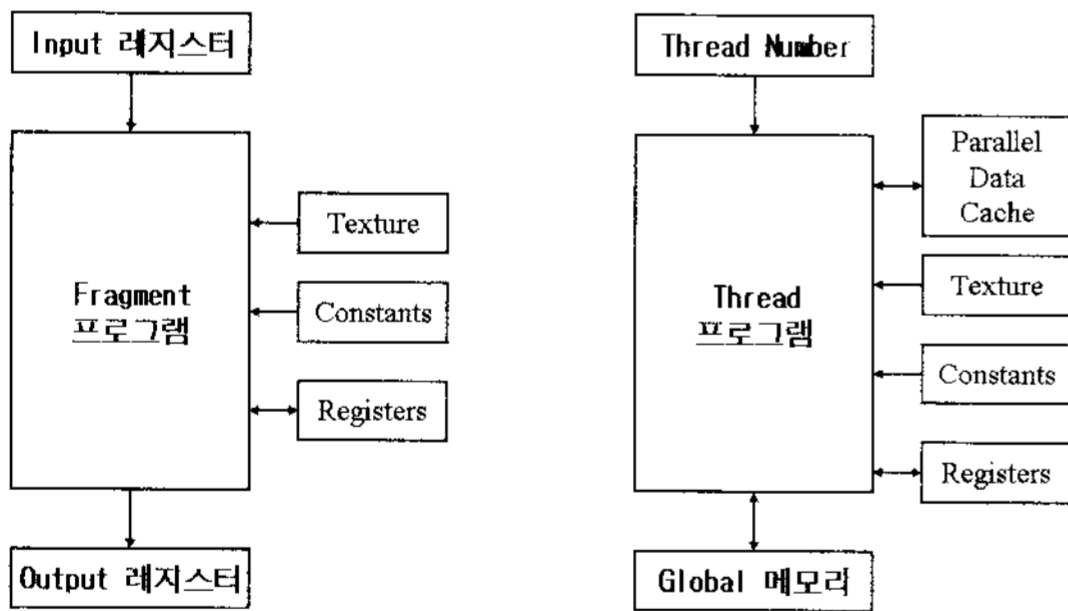 Input 레지스터
Fragment
프로그램
Texture
Constants
Registers
Output 레지스터
Thread Number
Thread
프로그램
Parallel
Data
Cache
Texture
Constants
Registers
Global 메모리